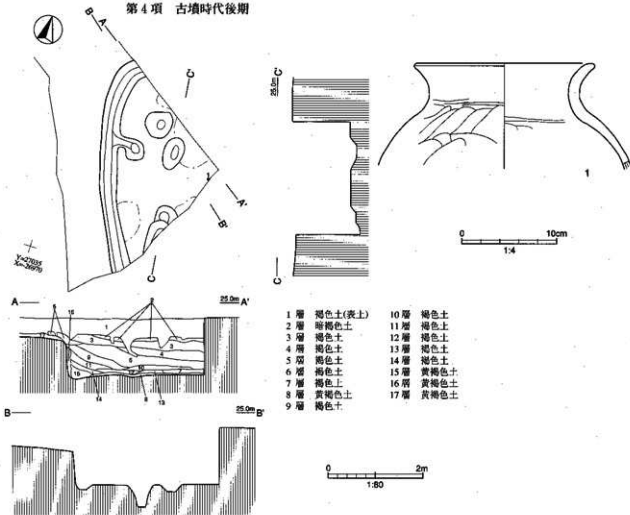 第4項 古墳時代後期
B
A
C'
1
A'
B'
C
Y=27035
X=-36970
25.0m
C'
C
1
0 10cm
1:4
A
25.0m A'
B
25.0m B'
1層 褐色土(表土)
2層 暗褐色土
3層 褐色土
4層 褐色土
5層 褐色土
6層 褐色土
7層 褐色土
8層 黄褐色土
9層 褐色土
10層 褐色土
11層 褐色土
12層 褐色土
13層 褐色土
14層 褐色土
15層 黄褐色土
16層 黄褐色土
17層 黄褐色土
0 2m
1:80